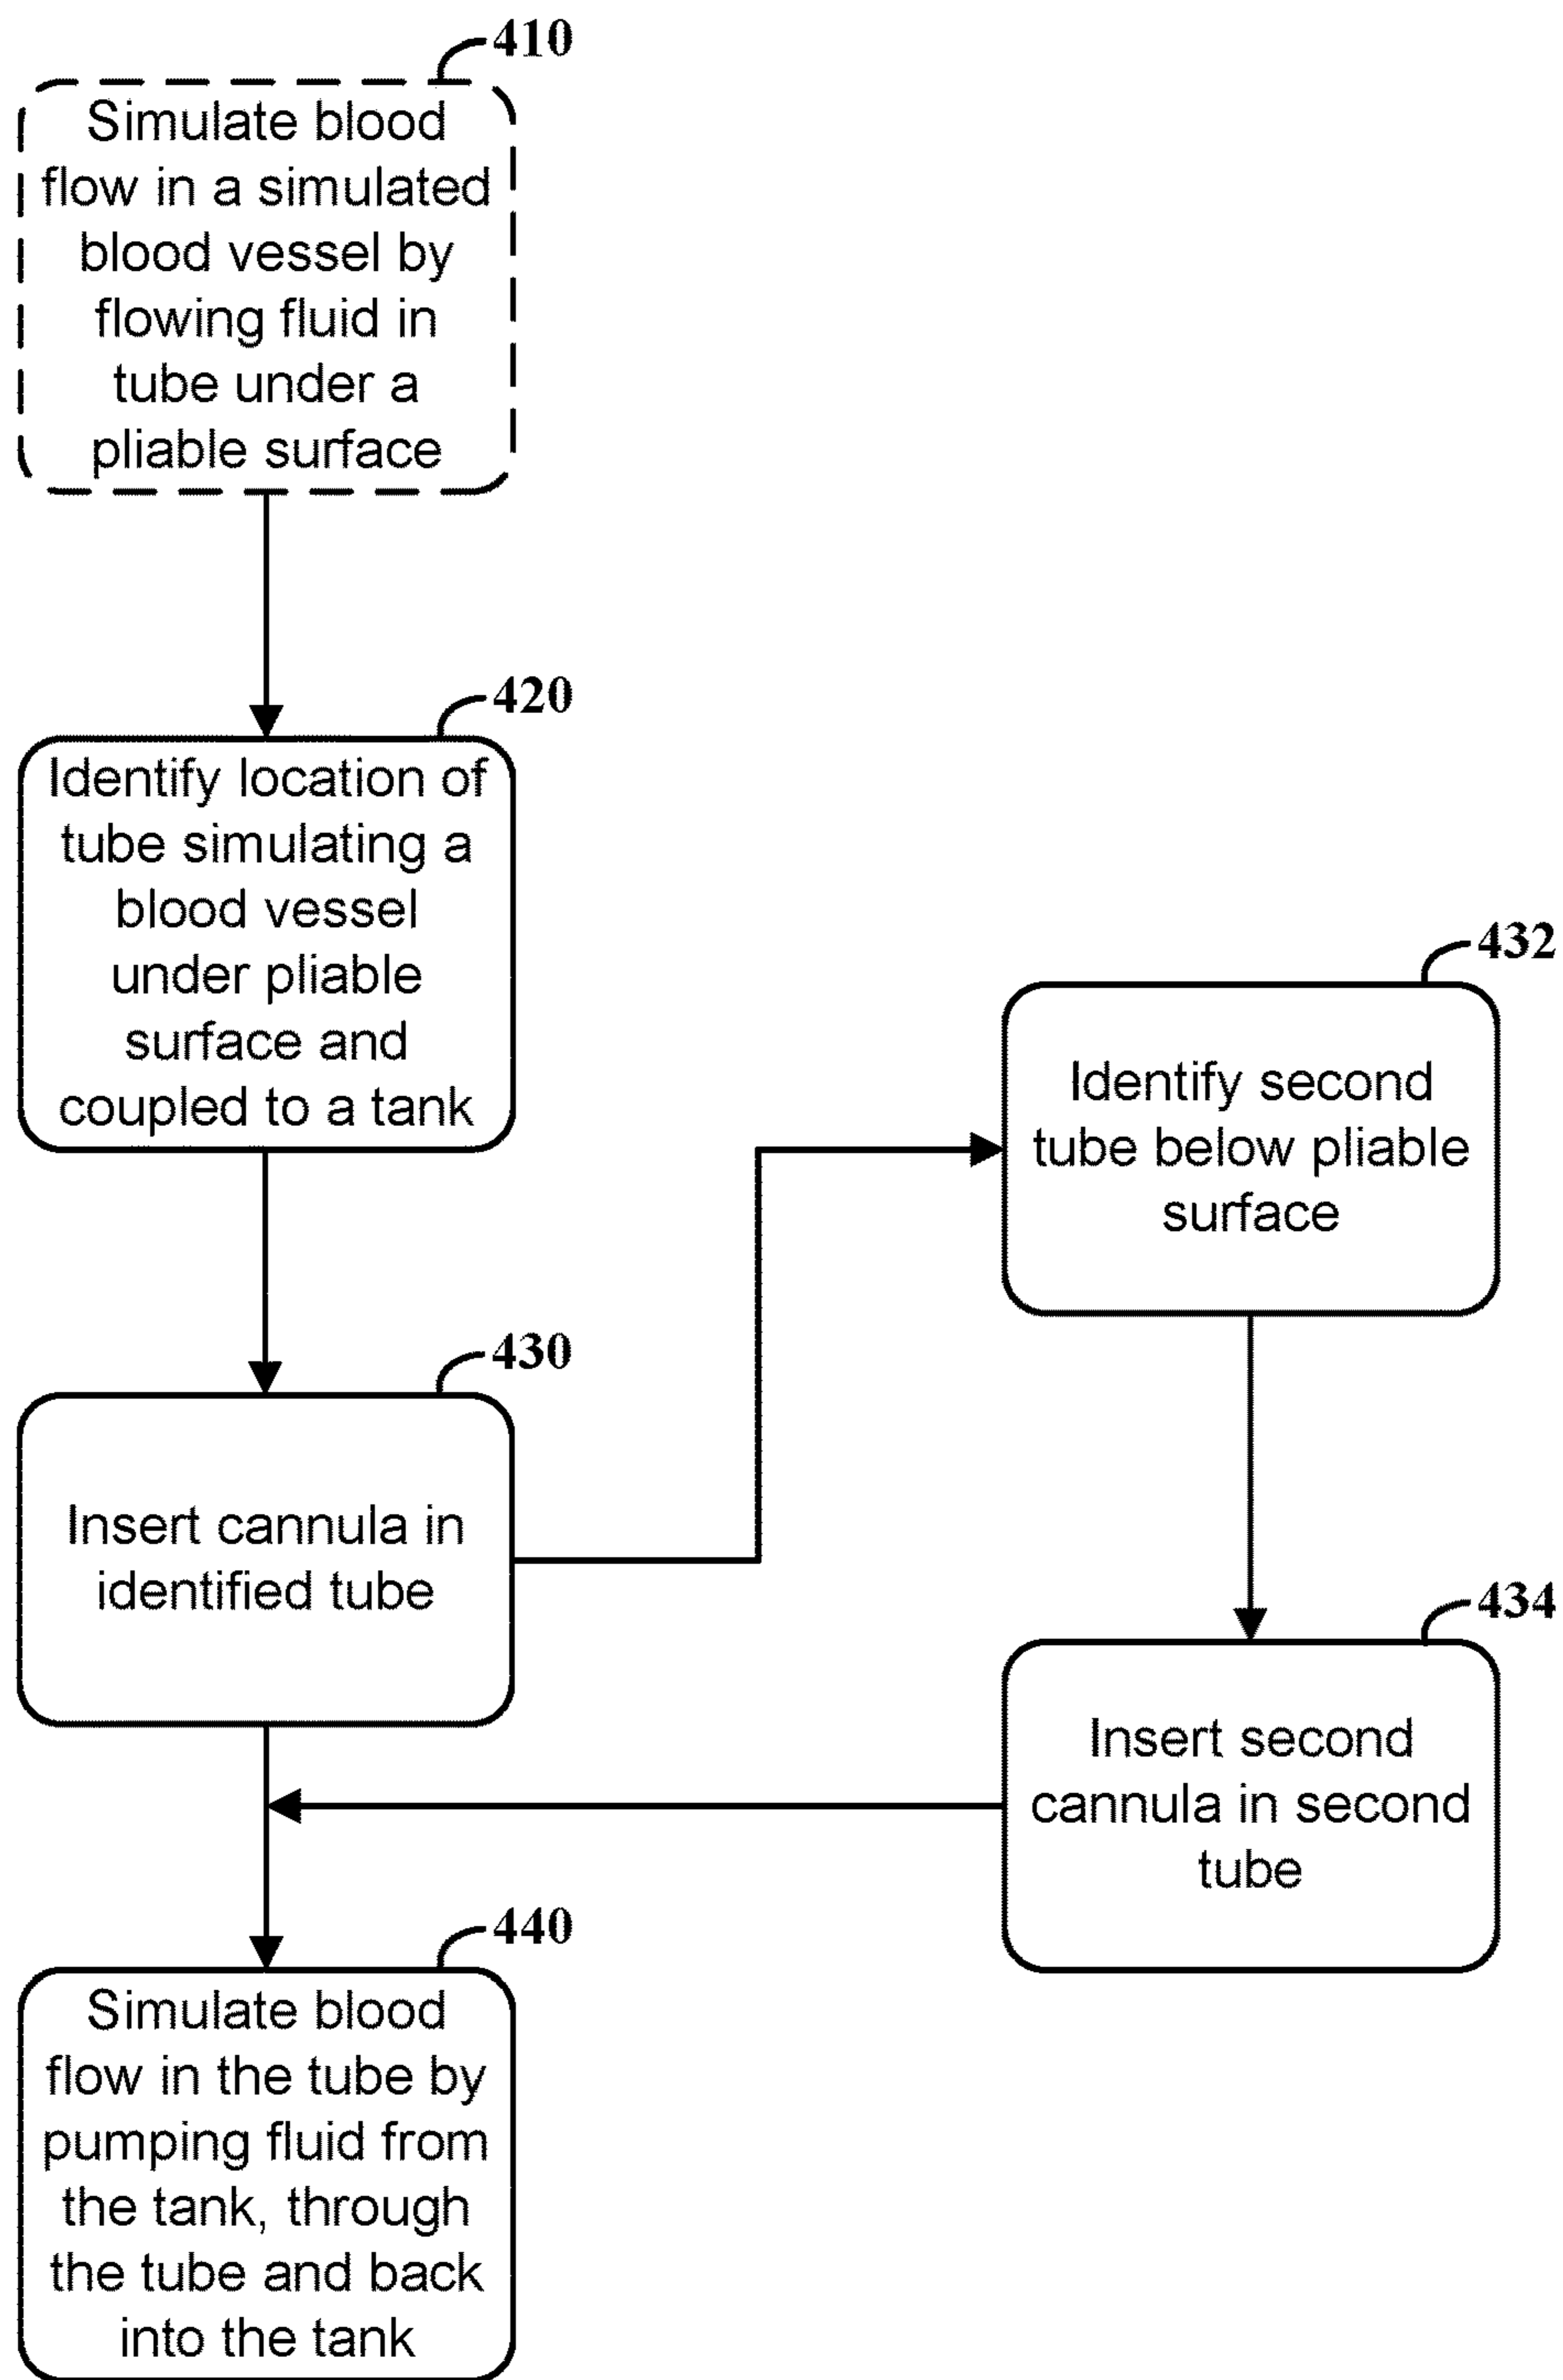 410
Simulate blood
flow in a simulated
blood vessel by
flowing fluid in
tube under a
pliable surface
420
Identify location of
tube simulating a
blood vessel
under pliable
surface and
coupled to a tank
430
Insert cannula in
identified tube
432
Identify second
tube below pliable
surface
434
Insert second
cannula in second
tube
440
Simulate blood
flow in the tube by
pumping fluid from
the tank, through
the tube and back
into the tank